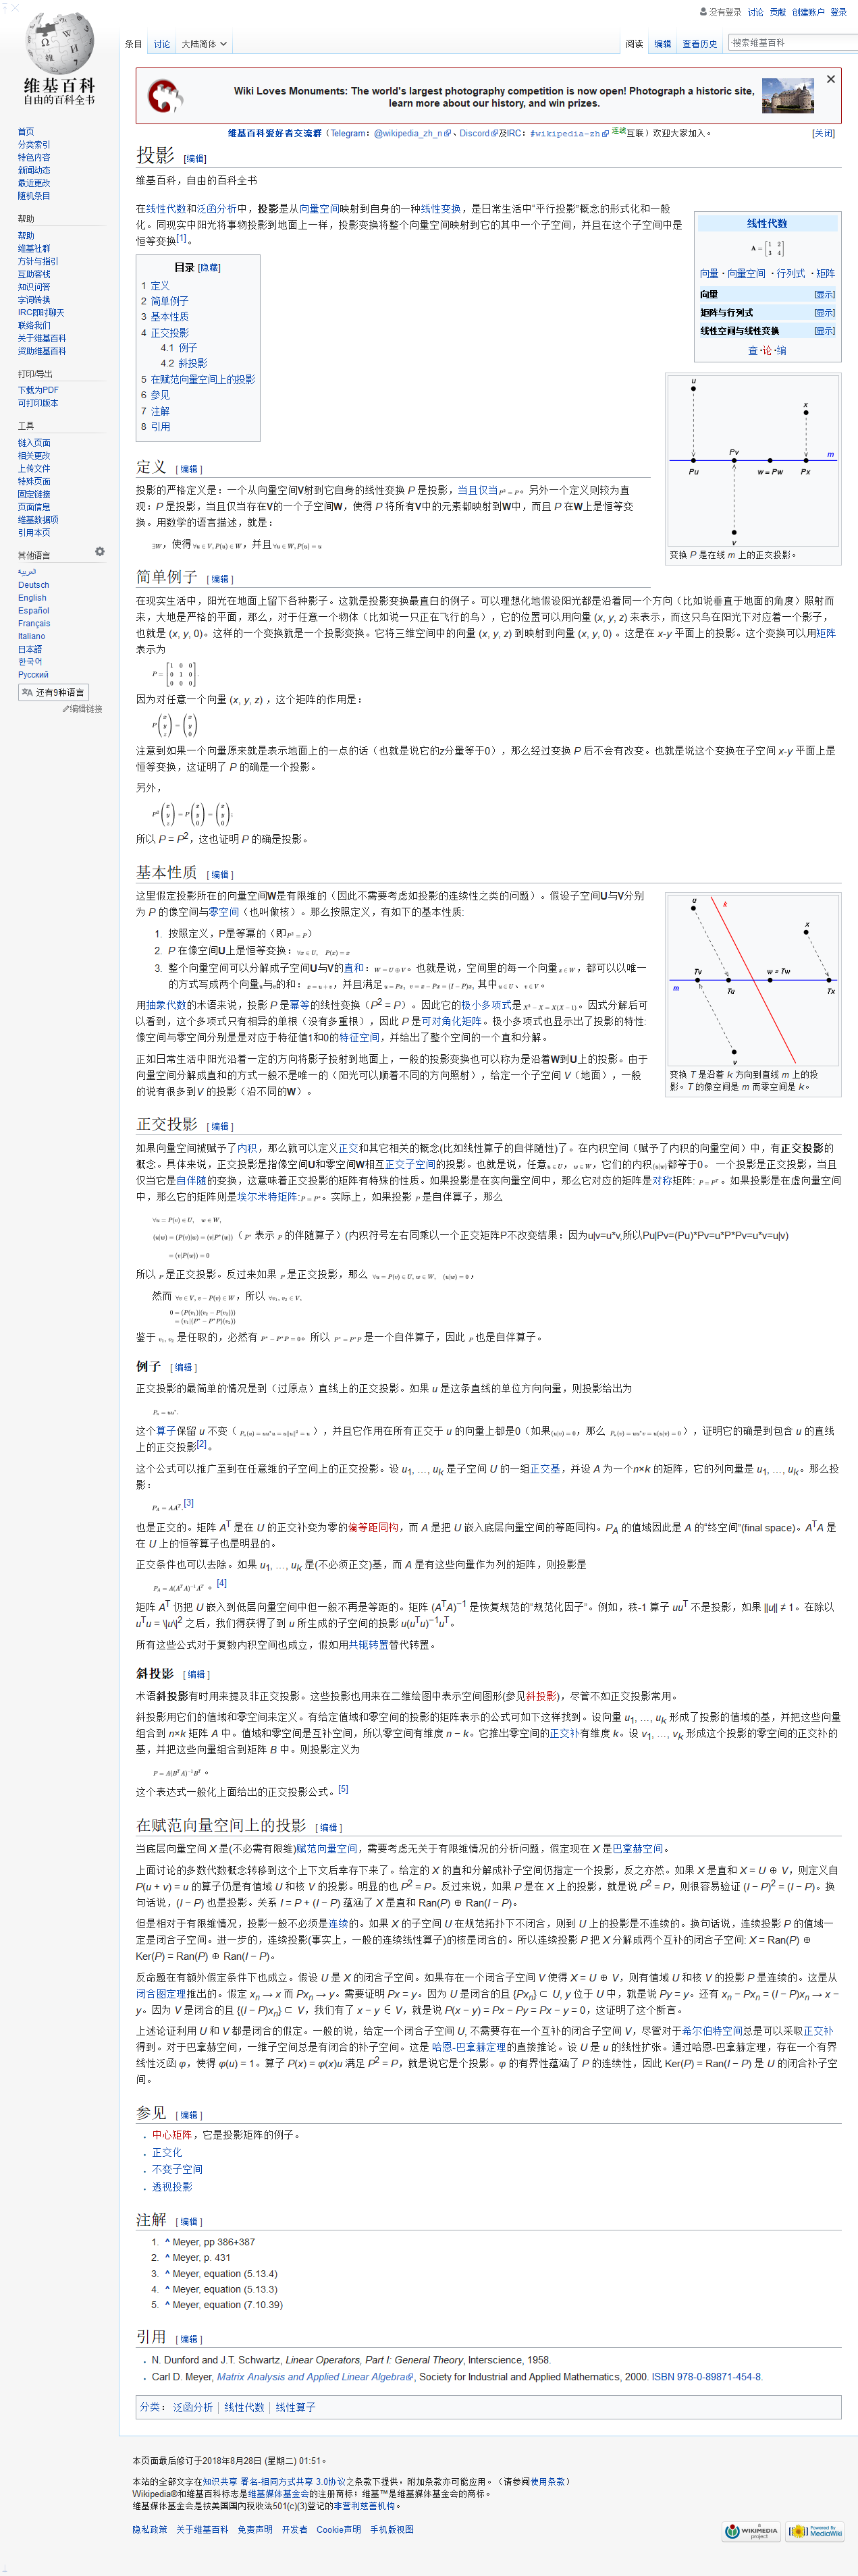 没有登录 讨论 贡献 创建账户 登录
维基百科
自由的百科全书
条目 讨论 大陆简体 阅读 编辑 查看历史 搜索维基百科
首页
分类索引
特色内容
新闻动态
最近更改
随机条目
帮助
帮助
维基社群
方针与指引
互助客栈
知识问答
字词转换
IRC即时聊天
联络我们
关于维基百科
资助维基百科
打印/导出
下载为PDF
可打印版本
工具
链入页面
相关更改
上传文件
特殊页面
固定链接
页面信息
维基数据项
引用本页
其他语言
العربية
Deutsch
English
Español
Français
Italiano
日本語
한국어
Русский
还有9种语言
编辑链接
Wiki Loves Monuments: The world's largest photography competition is now open! Photograph a historic site,
learn more about our history, and win prizes.
维基百科爱好者交流群（Telegram：@wikipedia_zh_n、Discord及IRC：#wikipedia-zh 连接互联）欢迎大家加入。 [关闭]
投影 [编辑]
维基百科，自由的百科全书
在线性代数和泛函分析中，投影是从向量空间映射到自身的一种线性变换，是日常生活中“平行投影”概念的形式化和一般
化。同现实中阳光将事物投影到地面上一样，投影变换将整个向量空间映射到它的其中一个子空间，并且在这个子空间中是
恒等变换[1]。
线性代数
向量 · 向量空间 · 行列式 · 矩阵
向量 [显示]
矩阵与行列式 [显示]
线性空间与线性变换 [显示]
查·论·编
目录 [隐藏]
1 定义
2 简单例子
3 基本性质
4 正交投影
4.1 例子
4.2 斜投影
5 在赋范向量空间上的投影
6 参见
7 注解
8 引用
u x Pv m Pu w = Pw Px v
变换 P 是在线 m 上的正交投影。
定义 [编辑]
投影的严格定义是：一个从向量空间V射到它自身的线性变换 P 是投影，当且仅当P² = P。另外一个定义则较为直
观：P 是投影，当且仅当存在V的一个子空间W，使得 P 将所有V中的元素都映射到W中，而且 P 在W上是恒等变
换。用数学的语言描述，就是：
∃W，使得∀u ∈ V, P(u) ∈ W，并且∀u ∈ W, P(u) = u
简单例子 [编辑]
在现实生活中，阳光在地面上留下各种影子。这就是投影变换最直白的例子。可以理想化地假设阳光都是沿着同一个方向（比如说垂直于地面的角度）照射而
来，大地是严格的平面，那么，对于任意一个物体（比如说一只正在飞行的鸟），它的位置可以用向量 (x, y, z) 来表示，而这只鸟在阳光下对应着一个影子，
也就是 (x, y, 0)。这样的一个变换就是一个投影变换。它将三维空间中的向量 (x, y, z) 到映射到向量 (x, y, 0) 。这是在 x-y 平面上的投影。这个变换可以用矩阵
表示为
因为对任意一个向量 (x, y, z) ，这个矩阵的作用是：
注意到如果一个向量原来就是表示地面上的一点的话（也就是说它的z分量等于0），那么经过变换 P 后不会有改变。也就是说这个变换在子空间 x-y 平面上是
恒等变换，这证明了 P 的确是一个投影。
另外，
所以 P = P²，这也证明 P 的确是投影。
基本性质 [编辑]
这里假定投影所在的向量空间W是有限维的（因此不需要考虑如投影的连续性之类的问题）。假设子空间U与V分别
为 P 的像空间与零空间（也叫做核）。那么按照定义，有如下的基本性质:
1. 按照定义，P是等幂的（即P² = P）
2. P 在像空间U上是恒等变换：∀x ∈ U, P(x) = x
3. 整个向量空间可以分解成子空间U与V的直和：W = U ⊕ V。也就是说，空间里的每一个向量x ∈ W，都可以以唯一
的方式写成两个向量u与v的和：x = u + v，并且满足u = Px, v = x − Px = (I − P)x, 其中u ∈ U、v ∈ V。
用抽象代数的术语来说，投影 P 是幂等的线性变换（P² = P）。因此它的极小多项式是X² − X = X(X − 1)。因式分解后可
以看到，这个多项式只有相异的单根（没有多重根），因此 P 是可对角化矩阵。极小多项式也显示出了投影的特性:
像空间与零空间分别是是对应于特征值1和0的特征空间，并给出了整个空间的一个直和分解。
正如日常生活中阳光沿着一定的方向将影子投射到地面上，一般的投影变换也可以称为是沿着W到U上的投影。由于
向量空间分解成直和的方式一般不是唯一的（阳光可以顺着不同的方向照射），给定一个子空间 V（地面），一般
的说有很多到V 的投影（沿不同的W）。
u k x Tv w = Tw m Tu Tx v
变换 T 是沿着 k 方向到直线 m 上的投
影。T 的像空间是 m 而零空间是 k。
正交投影 [编辑]
如果向量空间被赋予了内积，那么就可以定义正交和其它相关的概念(比如线性算子的自伴随性)了。在内积空间（赋予了内积的向量空间）中，有正交投影的
概念。具体来说，正交投影是指像空间U和零空间W相互正交子空间的投影。也就是说，任意u ∈ U，w ∈ W，它们的内积(u|w)都等于0。一个投影是正交投影，当且
仅当它是自伴随的变换，这意味着正交投影的矩阵有特殊的性质。如果投影是在实向量空间中，那么它对应的矩阵是对称矩阵: P = Pᵀ。如果投影是在虚向量空间
中，那么它的矩阵则是埃尔米特矩阵:P = P*。实际上，如果投影 P 是自伴算子，那么
∀u = P(v) ∈ U, w ∈ W,
(u|w) = (P(v)|w) = (v|P*(w))（P* 表示 P 的伴随算子）(内积符号左右同乘以一个正交矩阵P不改变结果：因为u|v=u*v,所以Pu|Pv=(Pu)*Pv=u*P*Pv=u*v=u|v)
= (v|P(w)) = 0
所以 P 是正交投影。反过来如果 P 是正交投影，那么 ∀u = P(v) ∈ U, w ∈ W, (u|w) = 0，
然而 ∀v ∈ V, v − P(v) ∈ W，所以 ∀v₁, v₂ ∈ V,
0 = (P(v₁)|(v₂ − P(v₂)))
= (v₁|(P* − P*P)(v₂))
鉴于 v₁, v₂ 是任取的，必然有 P* − P*P = 0。所以 P* = P*P 是一个自伴算子，因此 P 也是自伴算子。
例子 [编辑]
正交投影的最简单的情况是到（过原点）直线上的正交投影。如果 u 是这条直线的单位方向向量，则投影给出为
Pᵤ = uu*.
这个算子保留 u 不变（Pᵤ(u) = uu*u = u|u|² = u），并且它作用在所有正交于 u 的向量上都是0（如果(u|v) = 0，那么 Pᵤ(v) = uu*v = u(u|v) = 0），证明它的确是到包含 u 的直线
上的正交投影[2]。
这个公式可以推广至到在任意维的子空间上的正交投影。设 u₁, ..., uₖ 是子空间 U 的一组正交基，并设 A 为一个n×k 的矩阵，它的列向量是 u₁, ..., uₖ。那么投
影：
P_A = AAᵀ.[3]
也是正交的。矩阵 Aᵀ 是在 U 的正交补变为零的偏等距同构，而 A 是把 U 嵌入底层向量空间的等距同构。P_A 的值域因此是 A 的“终空间”(final space)。AᵀA 是
在 U 上的恒等算子也是明显的。
正交条件也可以去除。如果 u₁, ..., uₖ 是(不必须正交)基，而 A 是有这些向量作为列的矩阵，则投影是
P_A = A(AᵀA)⁻¹Aᵀ 。[4]
矩阵 Aᵀ 仍把 U 嵌入到低层向量空间中但一般不再是等距的。矩阵 (AᵀA)⁻¹ 是恢复规范的“规范化因子”。例如，秩-1 算子 uuᵀ 不是投影，如果 ||u|| ≠ 1。在除以
uᵀu = \|u\|² 之后，我们得获得了到 u 所生成的子空间的投影 u(uᵀu)⁻¹uᵀ。
所有这些公式对于复数内积空间也成立，假如用共轭转置替代转置。
斜投影 [编辑]
术语斜投影有时用来提及非正交投影。这些投影也用来在二维绘图中表示空间图形(参见斜投影)，尽管不如正交投影常用。
斜投影用它们的值域和零空间来定义。有给定值域和零空间的投影的矩阵表示的公式可如下这样找到。设向量 u₁, ..., uₖ 形成了投影的值域的基，并把这些向量
组合到 n×k 矩阵 A 中。值域和零空间是互补空间，所以零空间有维度 n − k。它推出零空间的正交补有维度 k。设 v₁, ..., vₖ 形成这个投影的零空间的正交补的
基，并把这些向量组合到矩阵 B 中。则投影定义为
P = A(BᵀA)⁻¹Bᵀ 。
这个表达式一般化上面给出的正交投影公式。[5]
在赋范向量空间上的投影 [编辑]
当底层向量空间 X 是(不必需有限维)赋范向量空间，需要考虑无关于有限维情况的分析问题，假定现在 X 是巴拿赫空间。
上面讨论的多数代数概念转移到这个上下文后幸存下来了。给定的 X 的直和分解成补子空间仍指定一个投影，反之亦然。如果 X 是直和 X = U ⊕ V，则定义自
P(u + v) = u 的算子仍是有值域 U 和核 V 的投影。明显的也 P² = P。反过来说，如果 P 是在 X 上的投影，就是说 P² = P，则很容易验证 (I − P)² = (I − P)。换
句话说，(I − P) 也是投影。关系 I = P + (I − P) 蕴涵了 X 是直和 Ran(P) ⊕ Ran(I − P)。
但是相对于有限维情况，投影一般不必须是连续的。如果 X 的子空间 U 在规范拓扑下不闭合，则到 U 上的投影是不连续的。换句话说，连续投影 P 的值域一
定是闭合子空间。进一步的，连续投影(事实上，一般的连续线性算子)的核是闭合的。所以连续投影 P 把 X 分解成两个互补的闭合子空间: X = Ran(P) ⊕
Ker(P) = Ran(P) ⊕ Ran(I − P)。
反命题在有额外假定条件下也成立。假设 U 是 X 的闭合子空间。如果存在一个闭合子空间 V 使得 X = U ⊕ V，则有值域 U 和核 V 的投影 P 是连续的。这是从
闭合图定理推出的。假定 xₙ → x 而 Pxₙ → y。需要证明 Px = y。因为 U 是闭合的且 {Pxₙ} ⊂ U, y 位于 U 中，就是说 Py = y。还有 xₙ − Pxₙ = (I − P)xₙ → x −
y。因为 V 是闭合的且 {(I − P)xₙ} ⊂ V，我们有了 x − y ∈ V，就是说 P(x − y) = Px − Py = Px − y = 0，这证明了这个断言。
上述论证利用 U 和 V 都是闭合的假定。一般的说，给定一个闭合子空间 U, 不需要存在一个互补的闭合子空间 V，尽管对于希尔伯特空间总是可以采取正交补
得到。对于巴拿赫空间，一维子空间总是有闭合的补子空间。这是 哈恩-巴拿赫定理的直接推论。设 U 是 u 的线性扩张。通过哈恩-巴拿赫定理，存在一个有界
线性泛函 φ，使得 φ(u) = 1。算子 P(x) = φ(x)u 满足 P² = P，就是说它是个投影。φ 的有界性蕴涵了 P 的连续性，因此 Ker(P) = Ran(I − P) 是 U 的闭合补子空
间。
参见 [编辑]
中心矩阵，它是投影矩阵的例子。
正交化
不变子空间
透视投影
注解 [编辑]
1. ^ Meyer, pp 386+387
2. ^ Meyer, p. 431
3. ^ Meyer, equation (5.13.4)
4. ^ Meyer, equation (5.13.3)
5. ^ Meyer, equation (7.10.39)
引用 [编辑]
N. Dunford and J.T. Schwartz, Linear Operators, Part I: General Theory, Interscience, 1958.
Carl D. Meyer, Matrix Analysis and Applied Linear Algebra, Society for Industrial and Applied Mathematics, 2000. ISBN 978-0-89871-454-8.
分类： 泛函分析 | 线性代数 | 线性算子
本页面最后修订于2018年8月28日 (星期二) 01:51。
本站的全部文字在知识共享 署名-相同方式共享 3.0协议之条款下提供，附加条款亦可能应用。（请参阅使用条款）
Wikipedia®和维基百科标志是维基媒体基金会的注册商标；维基™是维基媒体基金会的商标。
维基媒体基金会是按美国国內税收法501(c)(3)登记的非营利慈善机构。
隐私政策 关于维基百科 免责声明 开发者 Cookie声明 手机版视图
WIKIMEDIA project Powered By MediaWiki